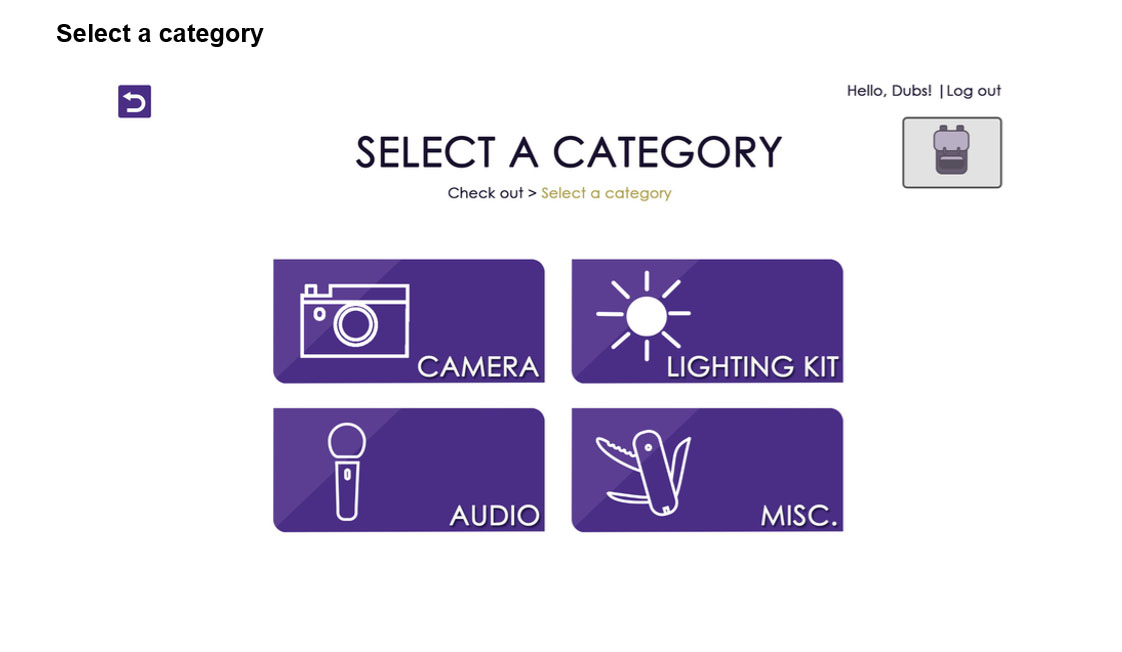 Select a category
Hello, Dubs! |Log out
SELECT A CATEGORY
Check out > Select a category
CAMERA
LIGHTING KIT
AUDIO
MISC.